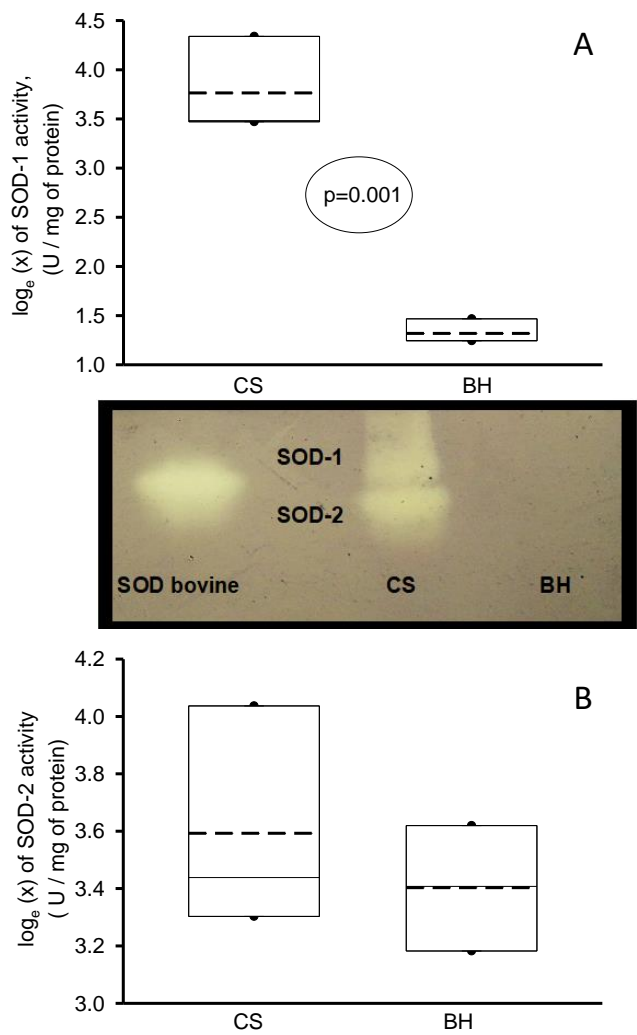 A
log_e (x) of SOD-1 activity,
(U / mg of protein)
4.5
4.0
3.5
3.0
2.5
2.0
1.5
1.0
p=0.001
CS BH
SOD-1
SOD-2
SOD bovine CS BH
B
log_e (x) of SOD-2 activity
( U / mg of protein)
4.2
4.0
3.8
3.6
3.4
3.2
3.0
CS BH